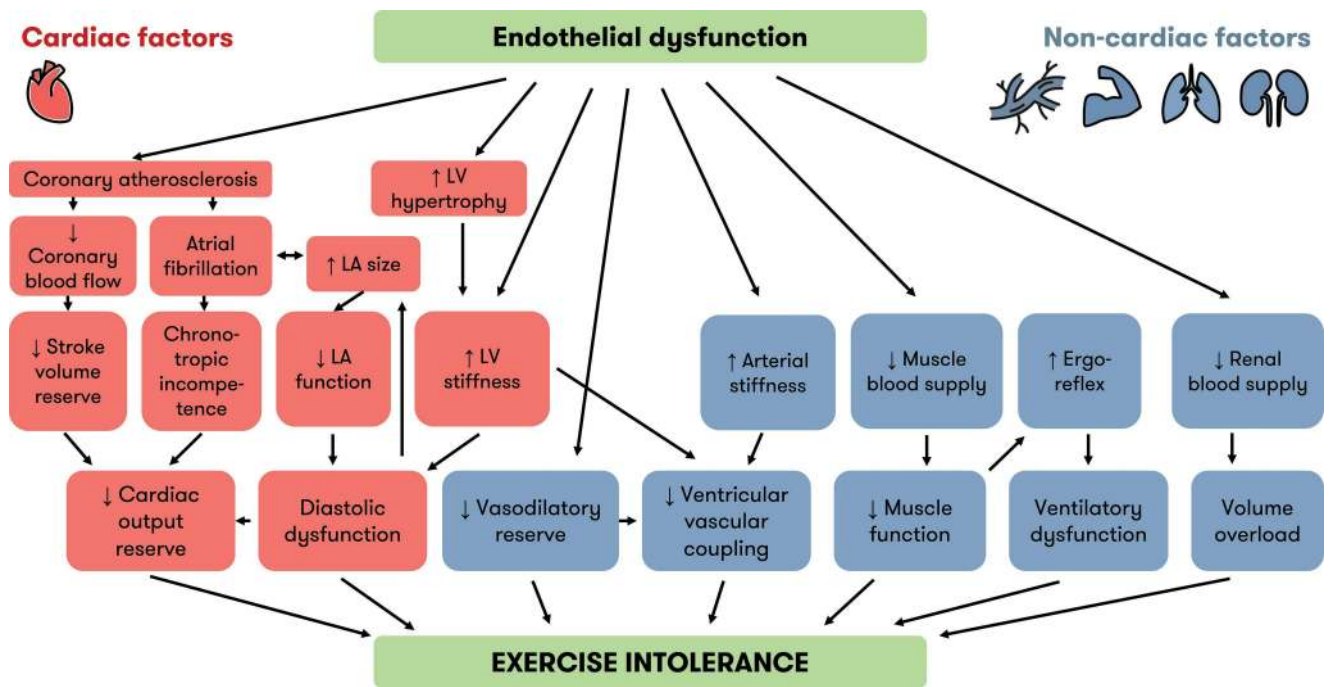 Cardiac factors
Endothelial dysfunction
Non-cardiac factors
Coronary atherosclerosis
↑ LV
hypertrophy
↓
Coronary
blood flow
Atrial
fibrillation
↑ LA size
↓ Stroke
volume
reserve
Chrono-
tropic
incompe-
tence
↓ LA
function
↑ LV
stiffness
↑ Arterial
stiffness
↓ Muscle
blood supply
↑ Ergo-
reflex
↓ Renal
blood supply
↓ Cardiac
output
reserve
Diastolic
dysfunction
↓ Vasodilatory
reserve
↓ Ventricular
vascular
coupling
↓ Muscle
function
Ventilatory
dysfunction
Volume
overload
EXERCISE INTOLERANCE